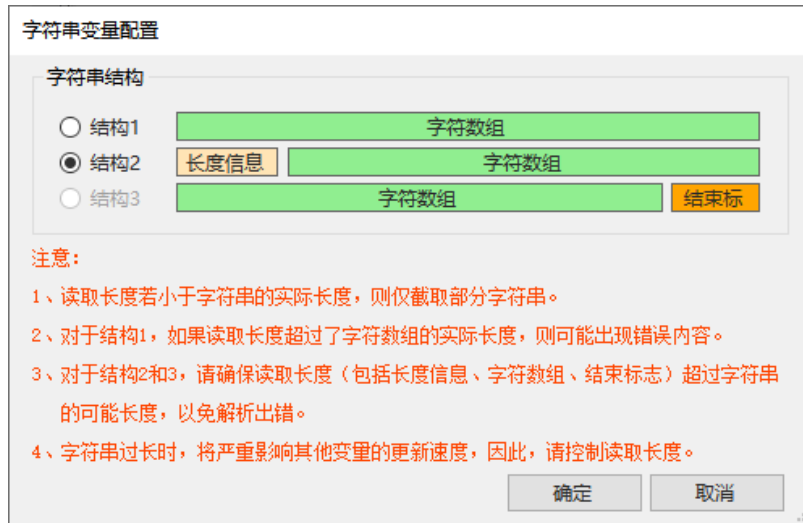 字符串变量配置
字符串结构
结构1 字符数组
结构2 长度信息 字符数组
结构3 字符数组 结束标
注意：
1、读取长度若小于字符串的实际长度，则仅截取部分字符串。
2、对于结构1，如果读取长度超过了字符数组的实际长度，则可能出现错误内容。
3、对于结构2和3，请确保读取长度（包括长度信息、字符数组、结束标志）超过字符串
的可能长度，以免解析出错。
4、字符串过长时，将严重影响其他变量的更新速度，因此，请控制读取长度。
确定 取消